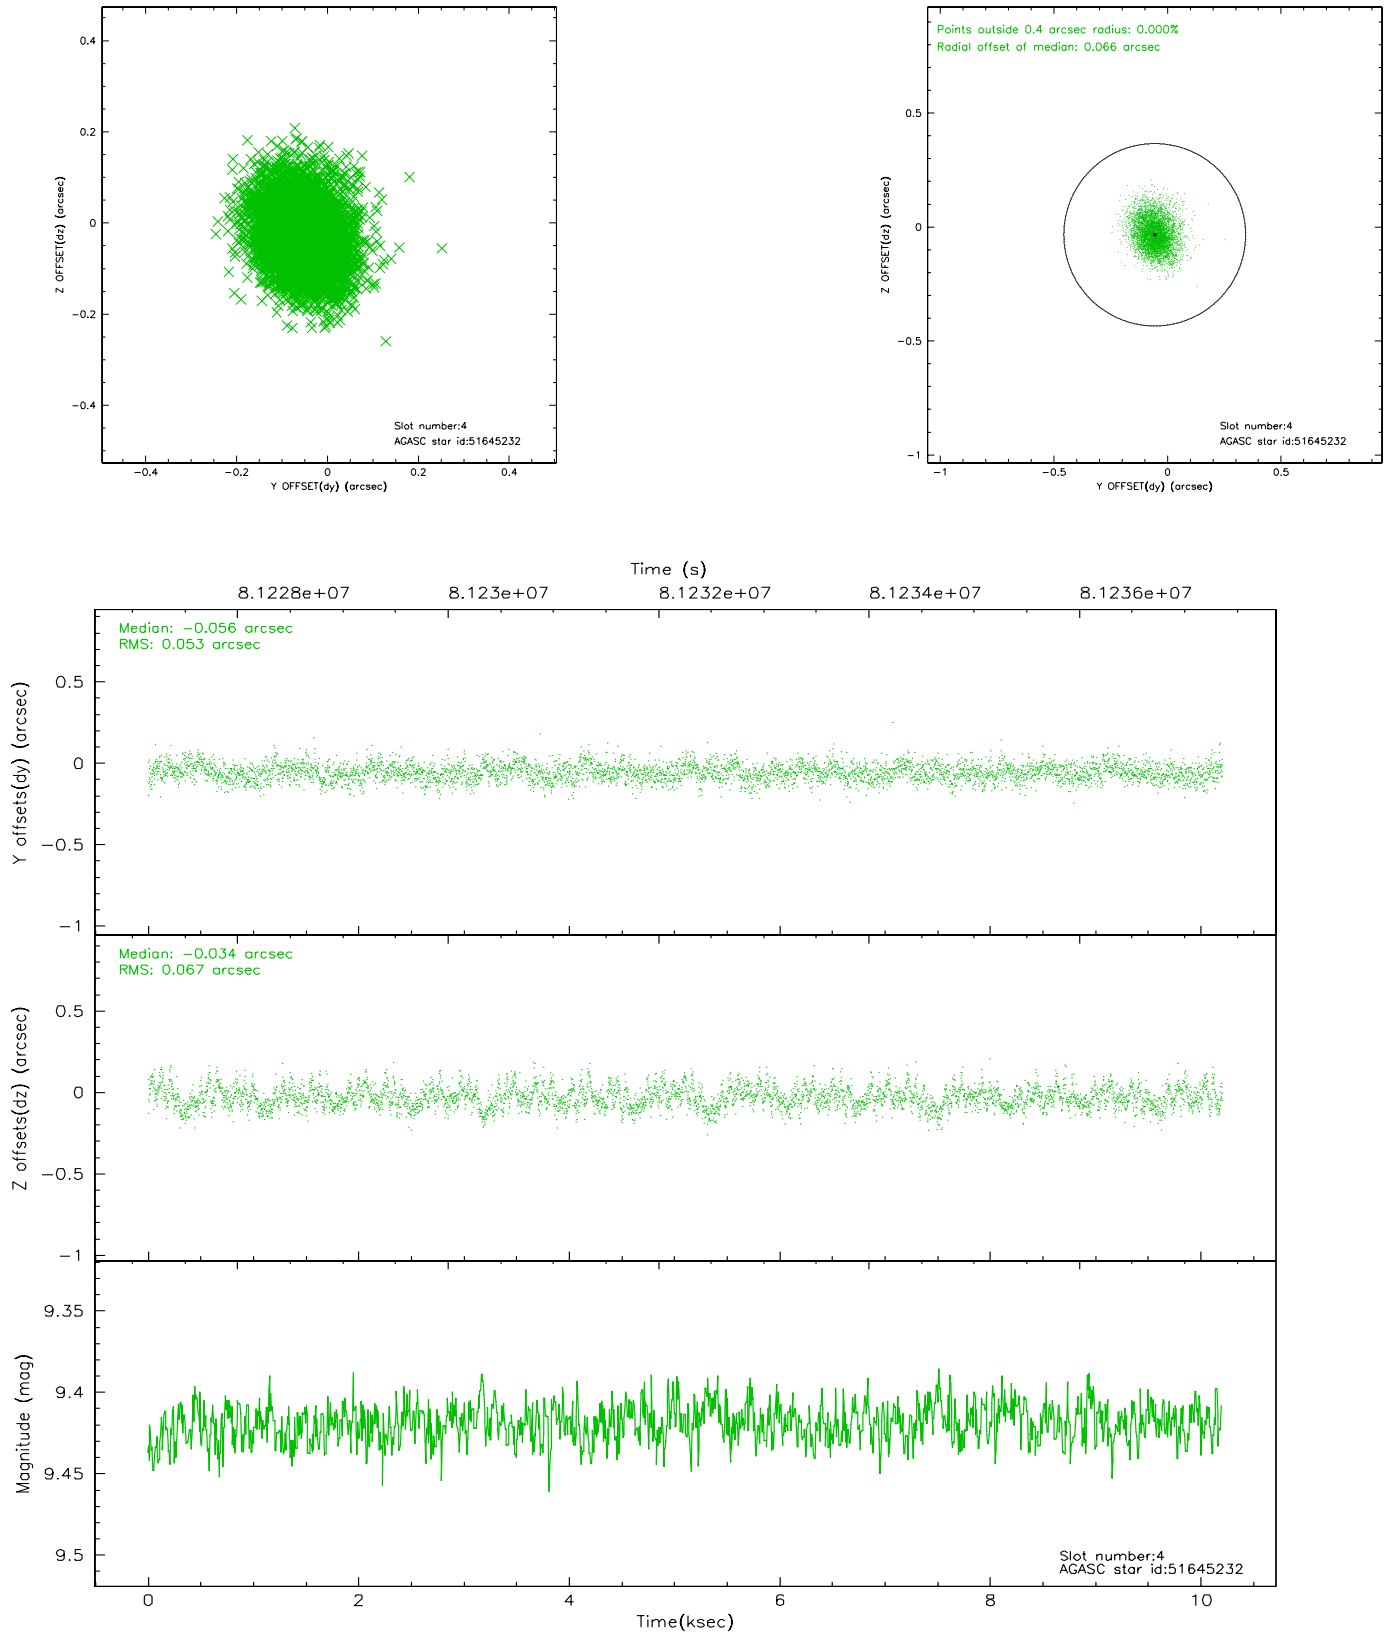 0.4
0.2
0
−0.2
−0.4
Z OFFSET(dz) (arcsec)
Slot number:4
AGASC star id:51645232
−0.4 −0.2 0 0.2 0.4
Y OFFSET(dy) (arcsec)
Points outside 0.4 arcsec radius: 0.000%
Radial offset of median: 0.066 arcsec
0.5
0
−0.5
−1
Z OFFSET(dz) (arcsec)
Slot number:4
AGASC star id:51645232
−1 −0.5 0 0.5
Y OFFSET(dy) (arcsec)
Time (s)
8.1228e+07 8.123e+07 8.1232e+07 8.1234e+07 8.1236e+07
Median: −0.056 arcsec
RMS: 0.053 arcsec
0.5
0
−0.5
−1
Y offsets(dy) (arcsec)
Median: −0.034 arcsec
RMS: 0.067 arcsec
0.5
0
−0.5
−1
Z offsets(dz) (arcsec)
9.35
9.4
9.45
9.5
Magnitude (mag)
Slot number:4
AGASC star id:51645232
0 2 4 6 8 10
Time(ksec)